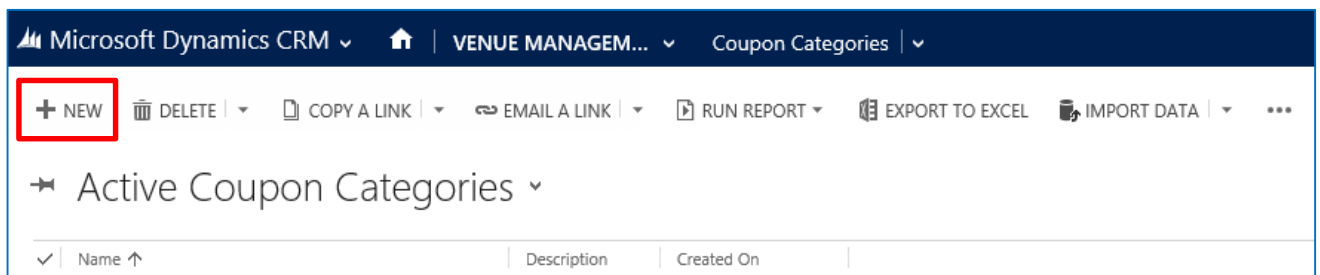 Microsoft Dynamics CRM VENUE MANAGEM... Coupon Categories
NEW DELETE COPY A LINK EMAIL A LINK RUN REPORT EXPORT TO EXCEL IMPORT DATA ...
Active Coupon Categories
Name ↑ Description Created On